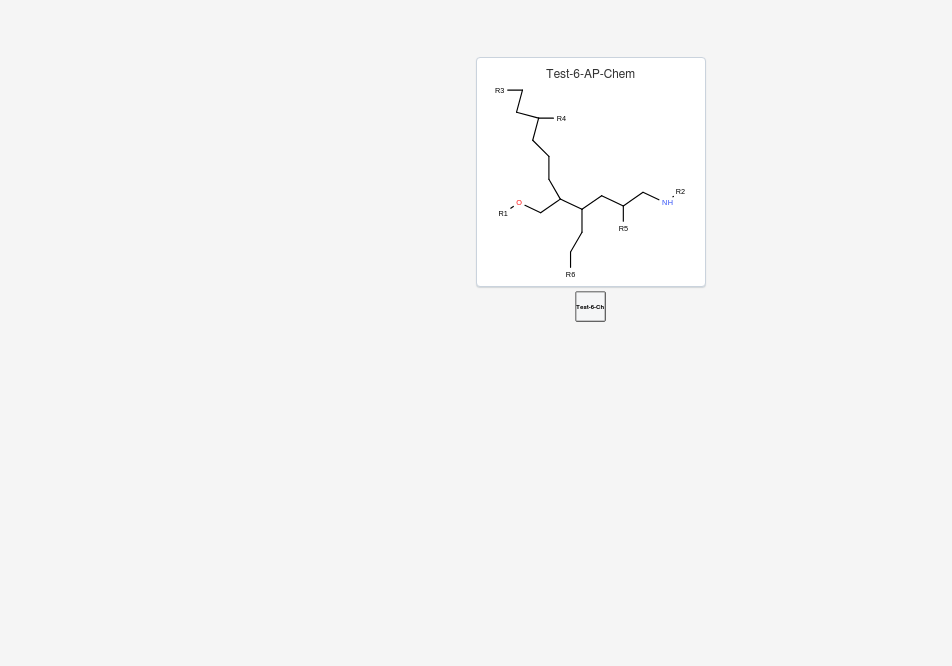 Test-6-AP-Chem
R3
R4
R2
O
NH
R1
R5
R6
Test-6-Ch